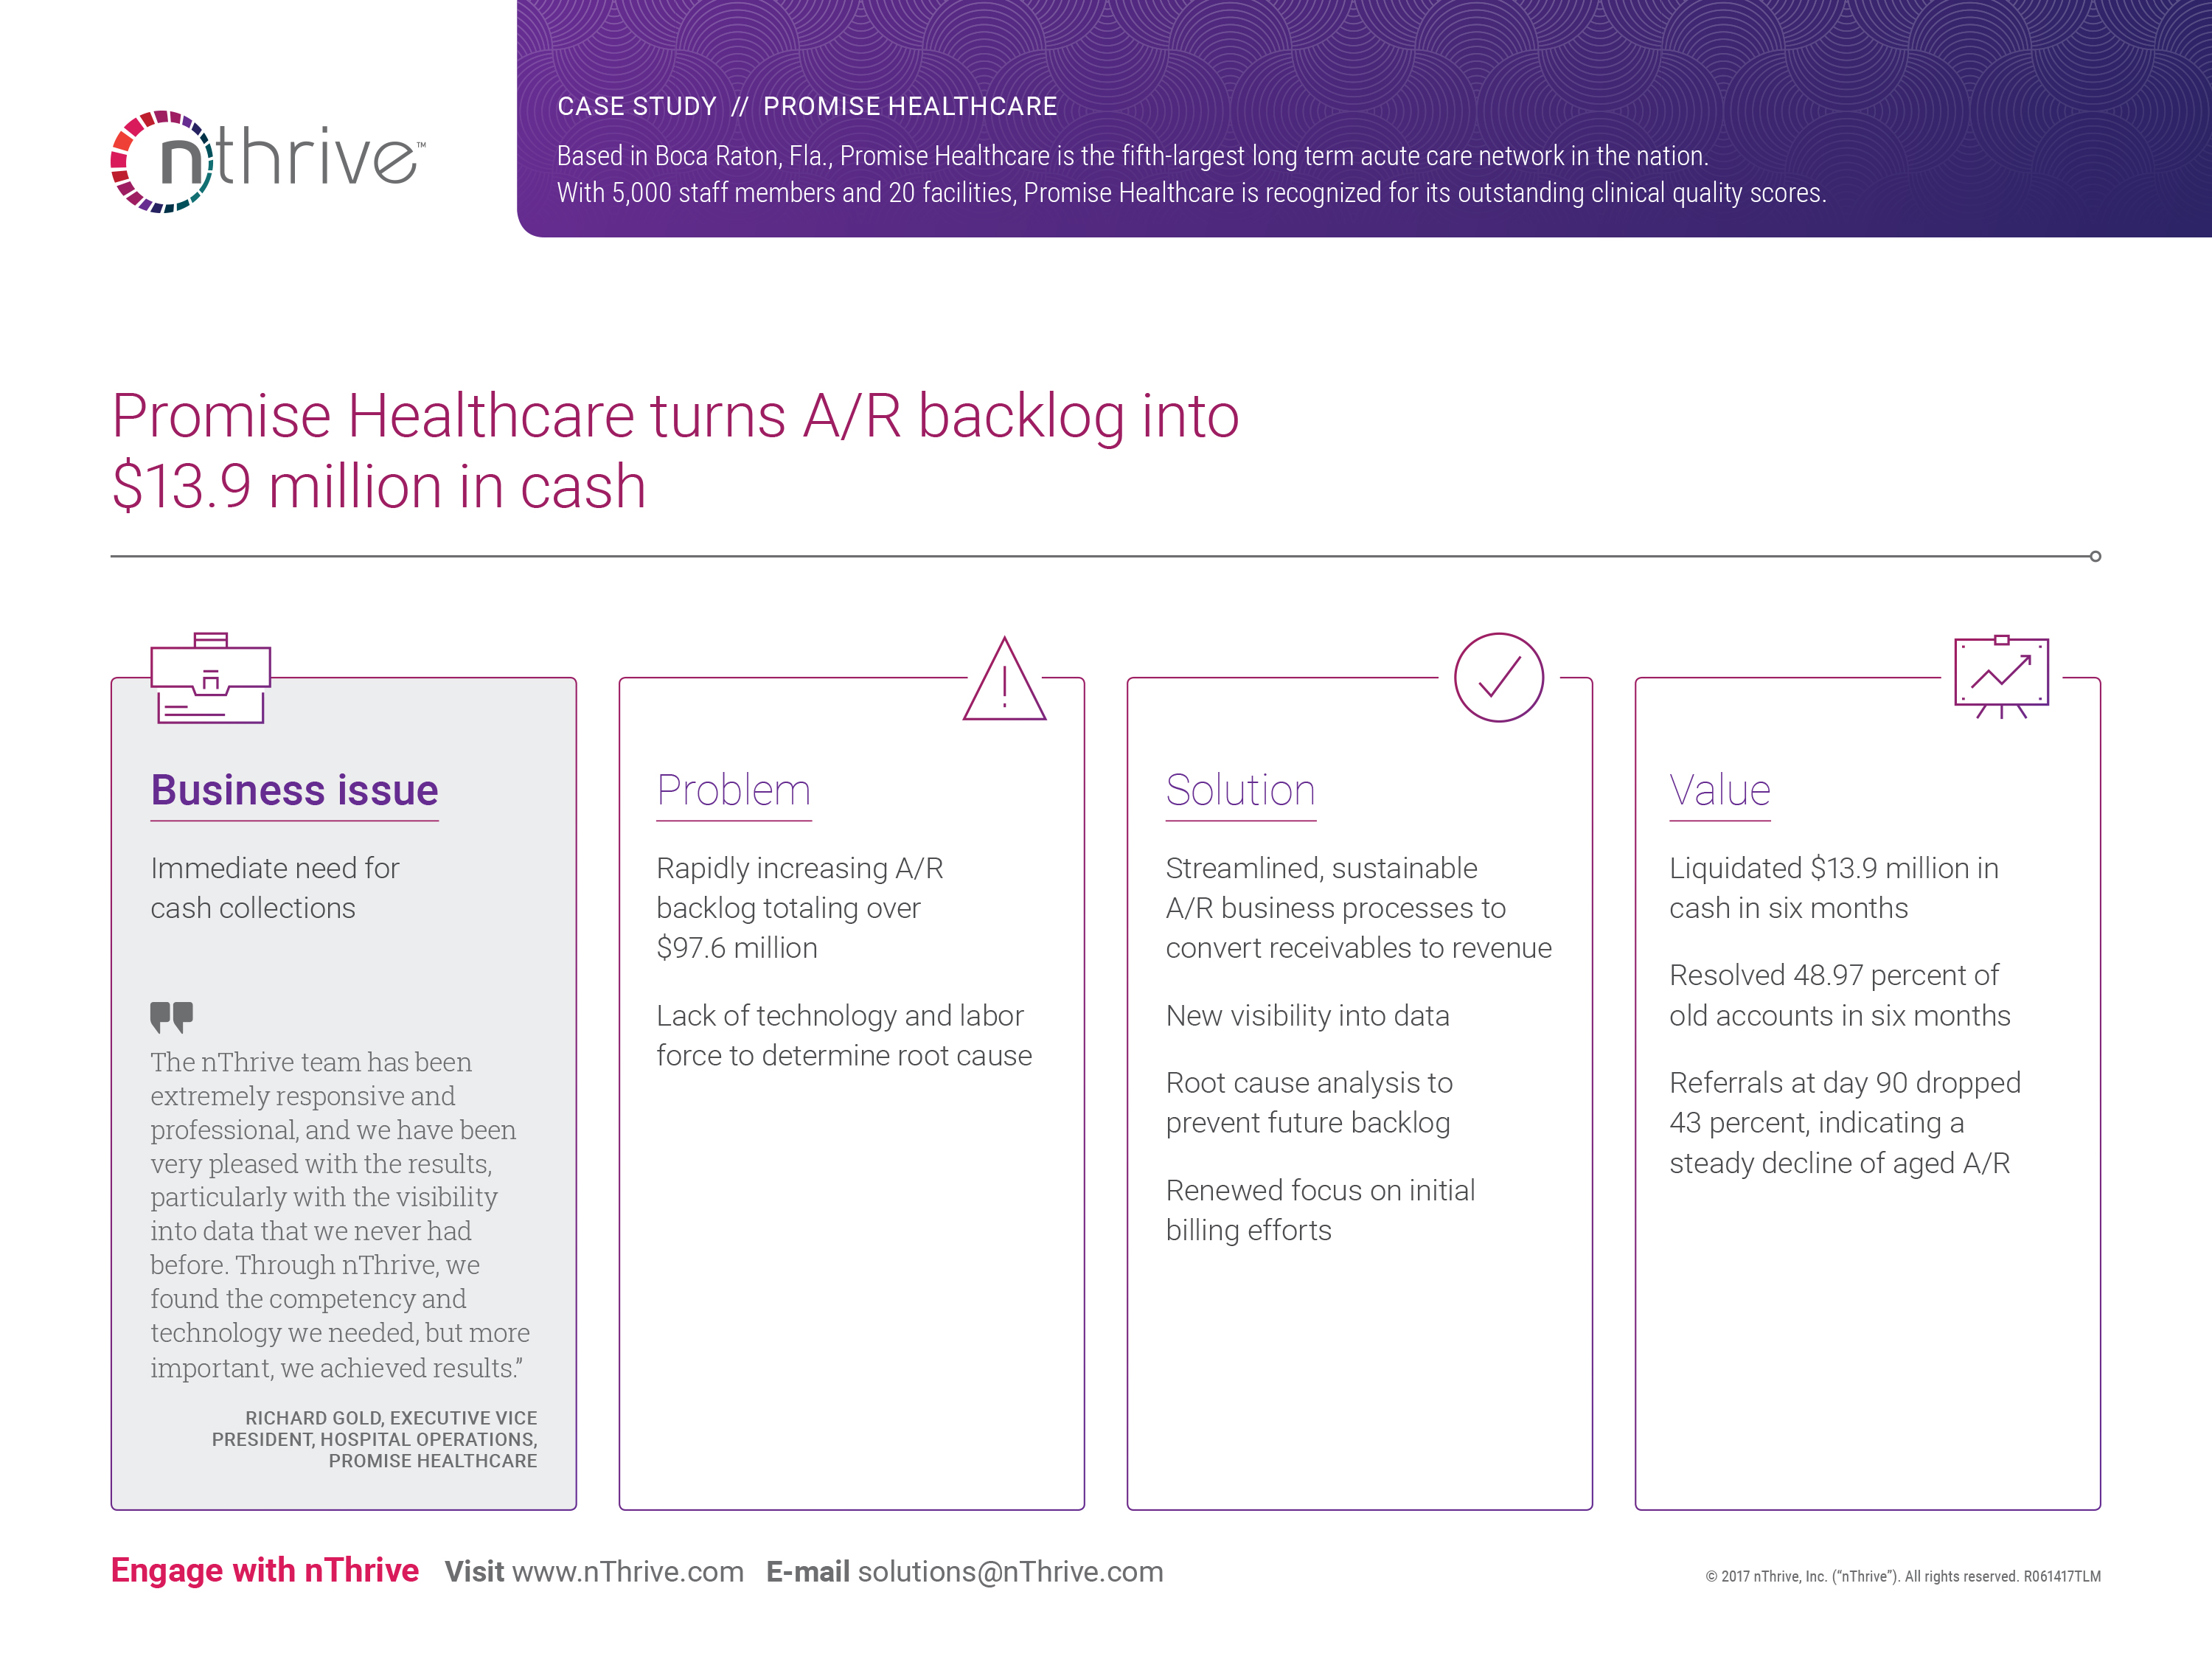 nthrive™
CASE STUDY // PROMISE HEALTHCARE
Based in Boca Raton, Fla., Promise Healthcare is the fifth-largest long term acute care network in the nation.
With 5,000 staff members and 20 facilities, Promise Healthcare is recognized for its outstanding clinical quality scores.
Promise Healthcare turns A/R backlog into
$13.9 million in cash
Business issue
Immediate need for
cash collections
The nThrive team has been
extremely responsive and
professional, and we have been
very pleased with the results,
particularly with the visibility
into data that we never had
before. Through nThrive, we
found the competency and
technology we needed, but more
important, we achieved results.”
RICHARD GOLD, EXECUTIVE VICE
PRESIDENT, HOSPITAL OPERATIONS,
PROMISE HEALTHCARE
Problem
Rapidly increasing A/R
backlog totaling over
$97.6 million
Lack of technology and labor
force to determine root cause
Solution
Streamlined, sustainable
A/R business processes to
convert receivables to revenue
New visibility into data
Root cause analysis to
prevent future backlog
Renewed focus on initial
billing efforts
Value
Liquidated $13.9 million in
cash in six months
Resolved 48.97 percent of
old accounts in six months
Referrals at day 90 dropped
43 percent, indicating a
steady decline of aged A/R
Engage with nThrive Visit www.nThrive.com E-mail solutions@nThrive.com
© 2017 nThrive, Inc. (“nThrive”). All rights reserved. R061417TLM